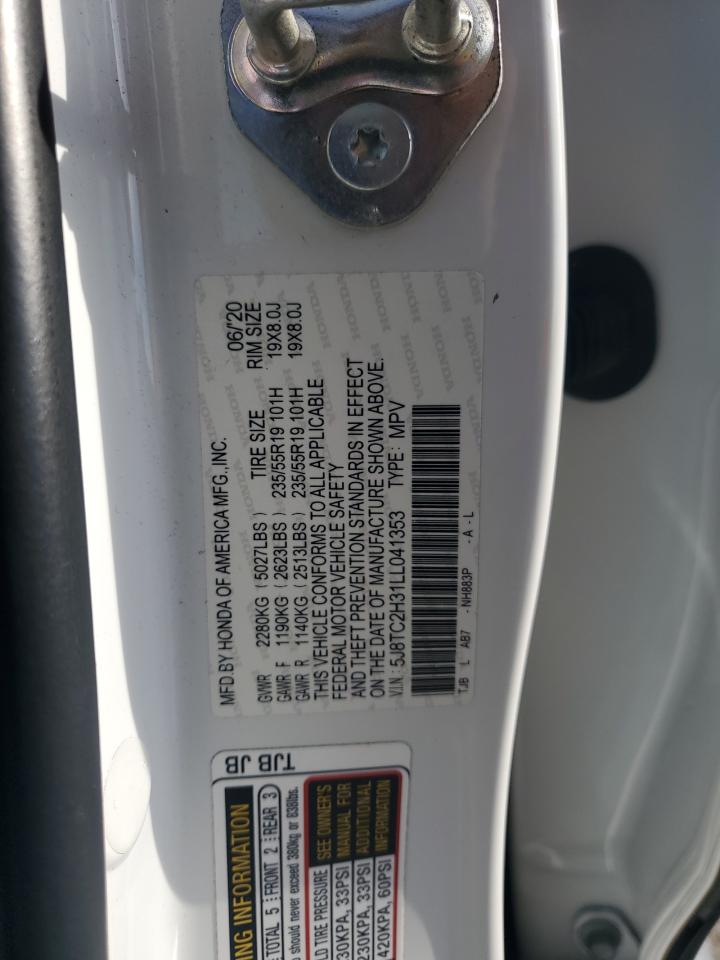 MFD.BY HONDA OF AMERICA MFG.,INC. 06/'20
GVWR 2280KG (5027LBS) TIRE SIZE RIM SIZE
GAWR F 1190KG (2623LBS) 235/55R19 101H 19X8.0J
GAWR R 1140KG (2513LBS) 235/55R19 101H 19X8.0J
THIS VEHICLE CONFORMS TO ALL APPLICABLE
FEDERAL MOTOR VEHICLE SAFETY
AND THEFT PREVENTION STANDARDS IN EFFECT
ON THE DATE OF MANUFACTURE SHOWN ABOVE.
V.I.N.: 5J8TC2H31LL041353 TYPE: MPV
TJB L AB7 - NH883P - A - L
TJB JB
ING INFORMATION
TOTAL 5 FRONT 2 REAR 3
should never exceed 380kg or 838lbs.
LD TIRE PRESSURE SEE OWNER'S
30KPA, 33PSI MANUAL FOR
230KPA, 33PSI ADDITIONAL
420KPA, 60PSI INFORMATION